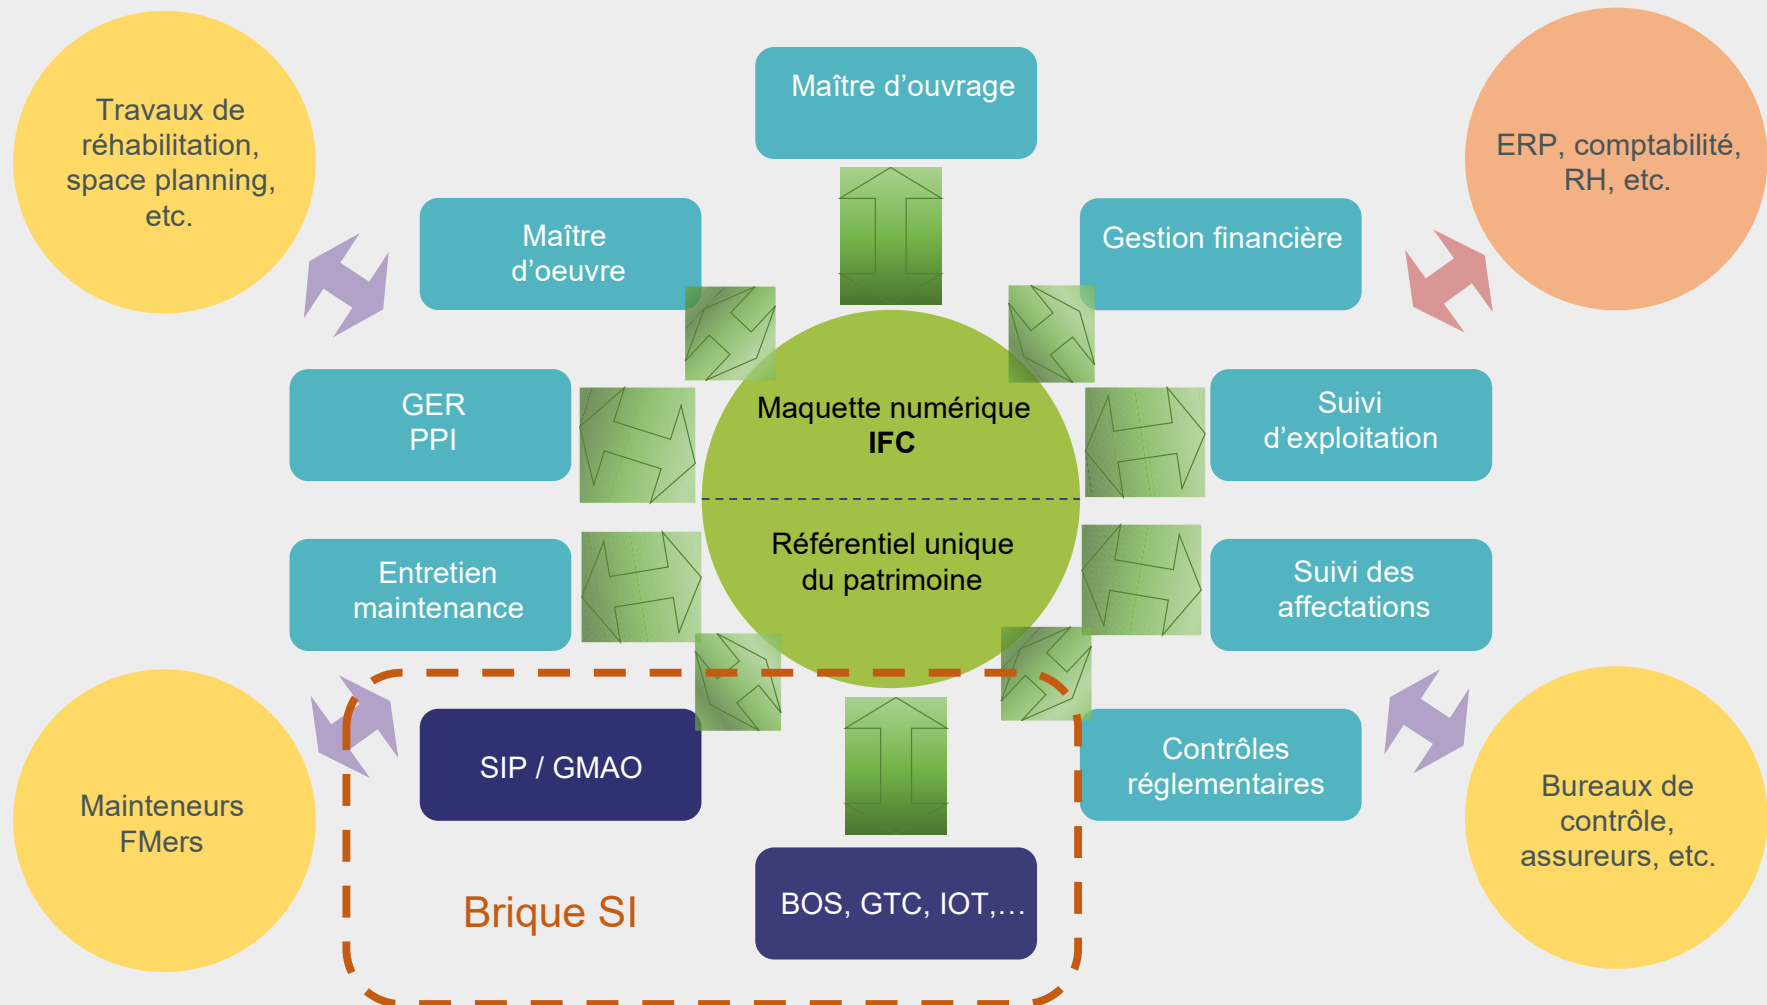 Maître d’ouvrage
Travaux de
réhabilitation,
space planning,
etc.
ERP, comptabilité,
RH, etc.
Maître
d’oeuvre
Gestion financière
GER
PPI
Maquette numérique
IFC
Suivi
d’exploitation
Entretien
maintenance
Référentiel unique
du patrimoine
Suivi des
affectations
SIP / GMAO
Contrôles
réglementaires
Mainteneurs
FMers
Bureaux de
contrôle,
assureurs, etc.
Brique SI
BOS, GTC, IOT,…